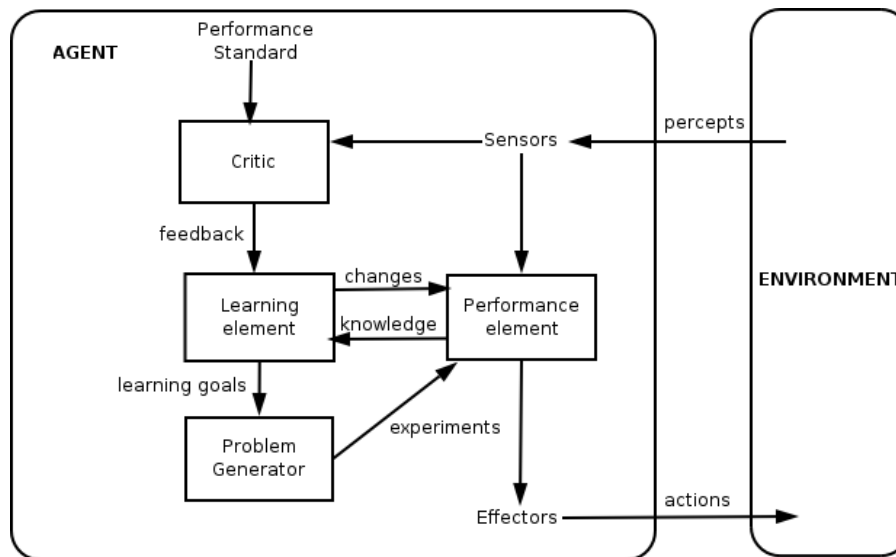 AGENT
Performance
Standard
percepts
Sensors
Critic
feedback
changes
ENVIRONMENT
Learning
element
Performance
element
knowledge
learning goals
experiments
Problem
Generator
Effectors
actions